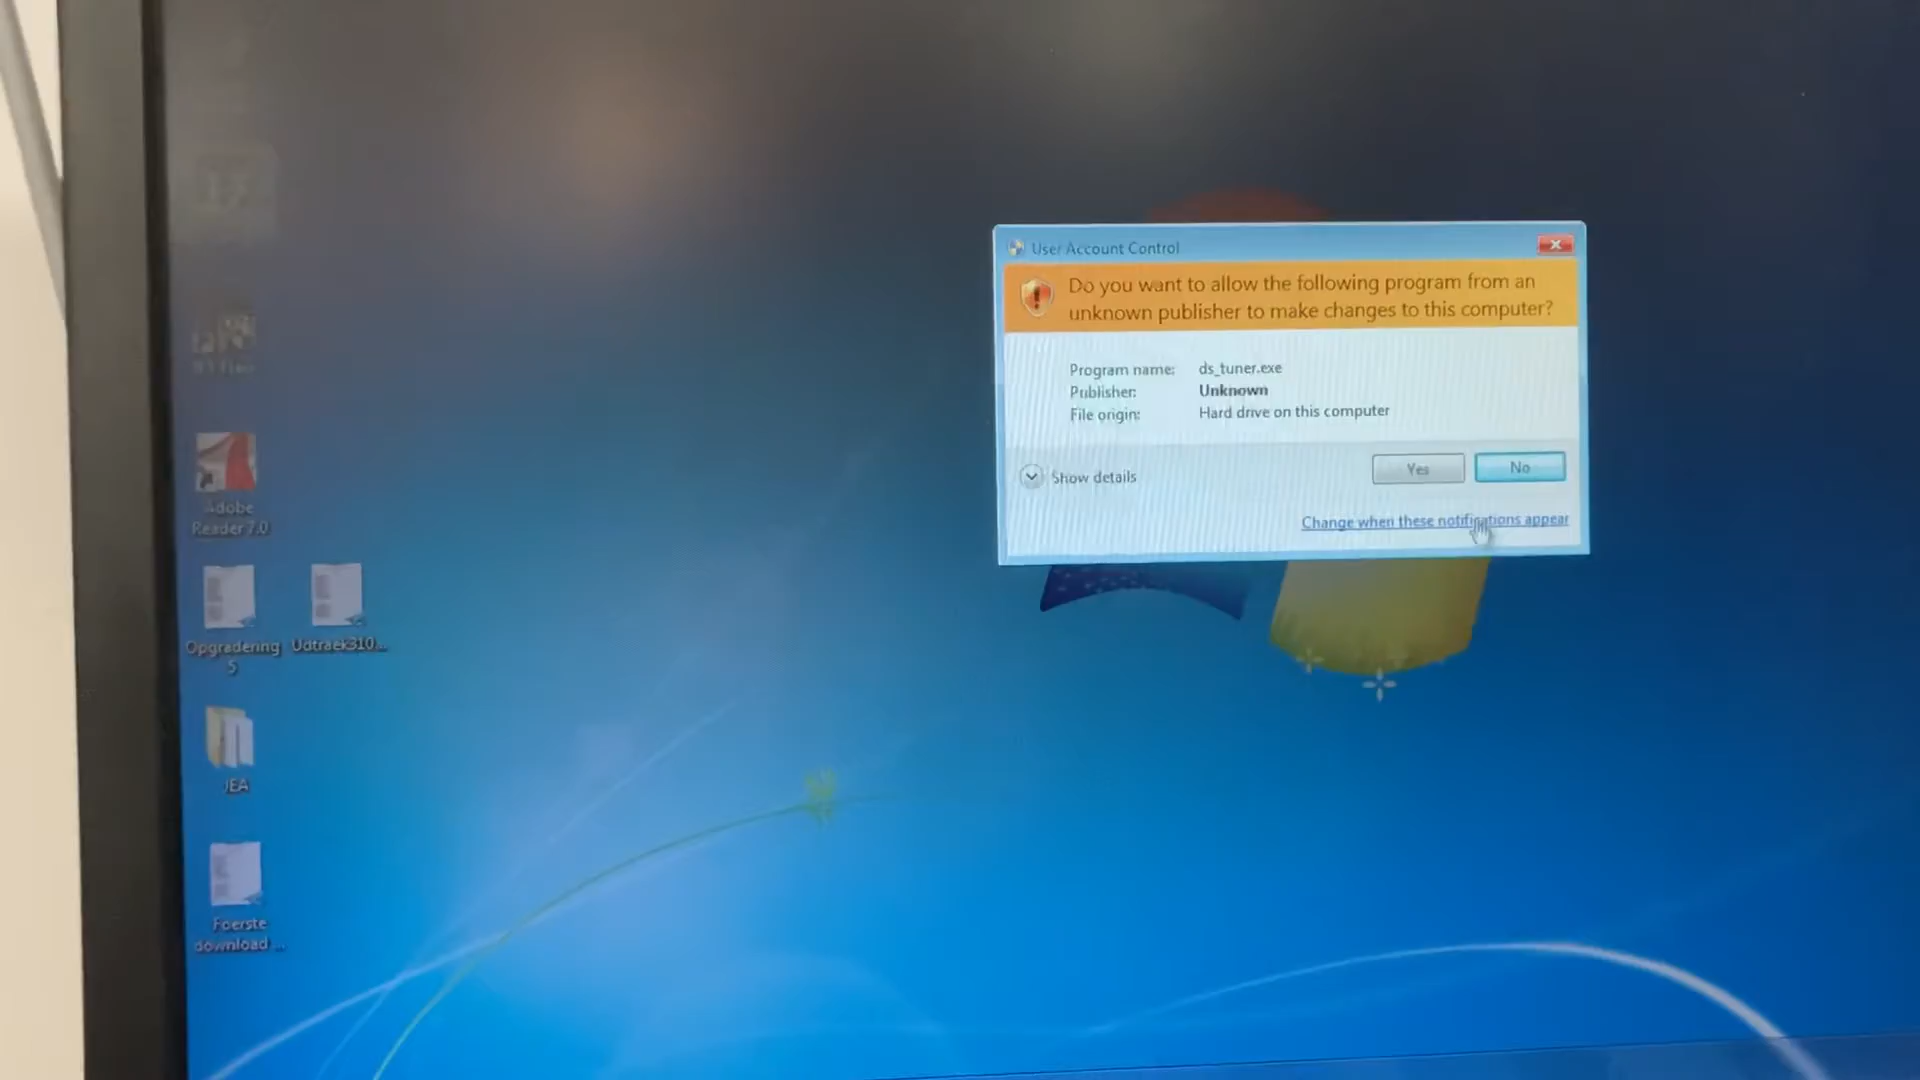 User Account Control
Do you want to allow the following program from an
unknown publisher to make changes to this computer?
Program name: ds_tuner.exe
Publisher: Unknown
File origin: Hard drive on this computer
Show details
Yes
No
Change when these notifications appear
Adobe
Reader 7.0
Opgradering
5
Udtraek310...
JEA
Foerste
download ...